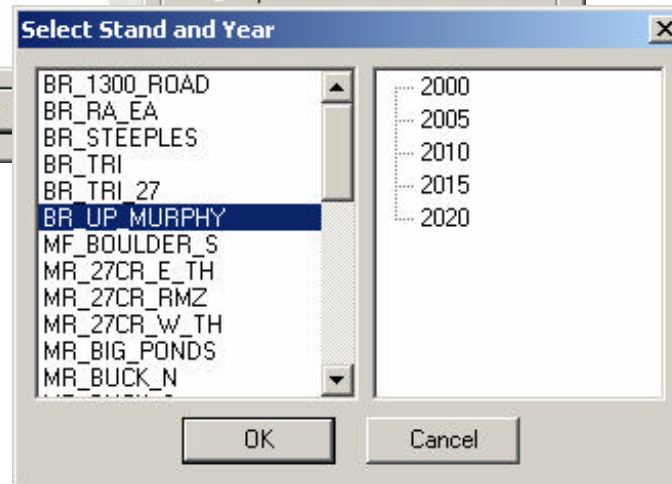 Select Stand and Year
BR_1300_ROAD
BR_RA_EA
BR_STEEPLES
BR_TRI
BR_TRI_27
BR_UP_MURPHY
MF_BOULDER_S
MR_27CR_E_TH
MR_27CR_RMZ
MR_27CR_W_TH
MR_BIG_PONDS
MR_BUCK_N
2000
2005
2010
2015
2020
OK
Cancel